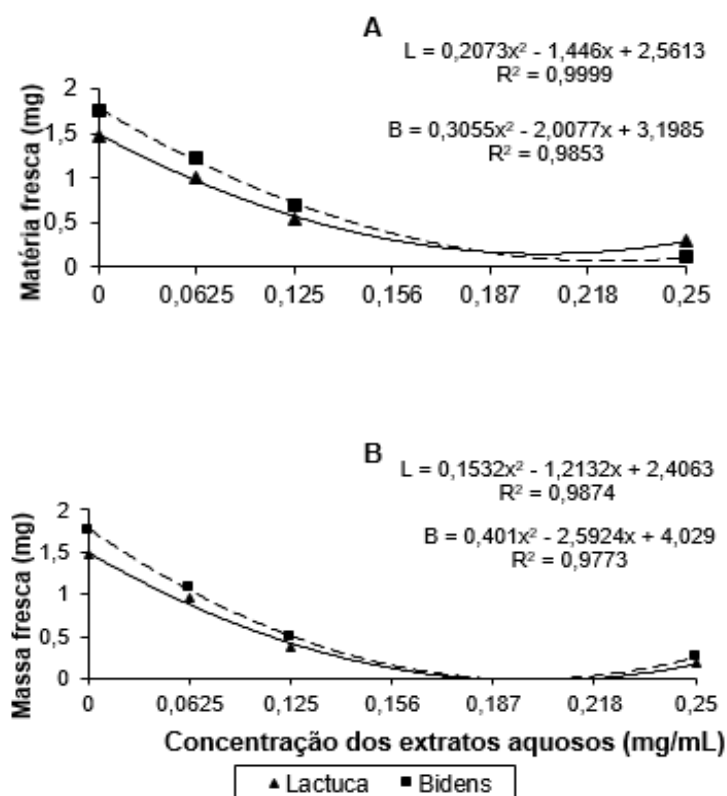 A
L = 0,2073x² - 1,446x + 2,5613
R² = 0,9999
B = 0,3055x² - 2,0077x + 3,1985
R² = 0,9853
Matéria fresca (mg)
2
1,5
1
0,5
0
0 0,0625 0,125 0,156 0,187 0,218 0,25
B
L = 0,1532x² - 1,2132x + 2,4063
R² = 0,9874
B = 0,401x² - 2,5924x + 4,029
R² = 0,9773
Massa fresca (mg)
2
1,5
1
0,5
0
0 0,0625 0,125 0,156 0,187 0,218 0,25
Concentração dos extratos aquosos (mg/mL)
▲ Lactuca ■ Bidens